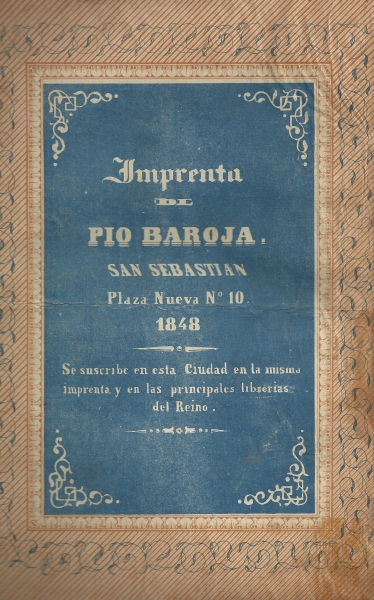 Imprenta
DE
PIO BAROJA.
SAN SEBASTIAN
Plaza Nueva Nº 10.
1848
Se suscribe en esta Ciudad en la misma
imprenta y en las principales librerias
del Reino.